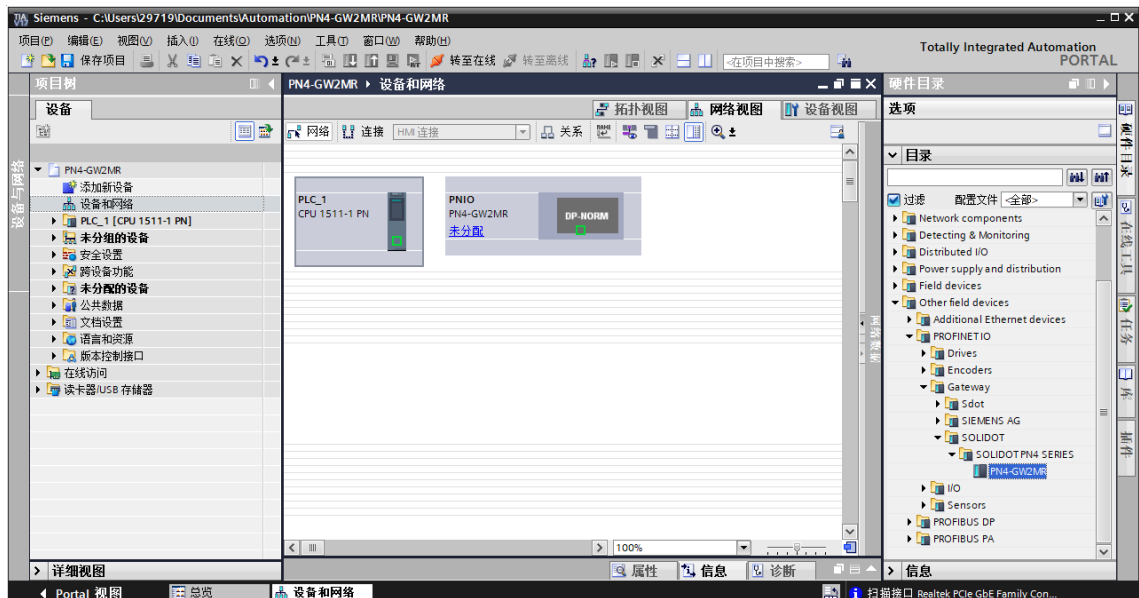 Siemens - C:\Users\29719\Documents\Automation\PN4-GW2MR\PN4-GW2MR
项目(P) 编辑(E) 视图(V) 插入(I) 在线(O) 选项(N) 工具(T) 窗口(W) 帮助(H)
Totally Integrated Automation
PORTAL
保存项目 转至在线 转至离线 <在项目中搜索>
项目树
设备
设备与网络
PN4-GW2MR
添加新设备
设备和网络
PLC_1 [CPU 1511-1 PN]
未分组的设备
安全设置
跨设备功能
未分配的设备
公共数据
文档设置
语言和资源
版本控制接口
在线访问
读卡器/USB 存储器
详细视图
PN4-GW2MR 设备和网络
拓扑视图 网络视图 设备视图
网络 连接 HMI 连接 关系
PLC_1
CPU 1511-1 PN
PNIO
PN4-GW2MR
未分配
DP-NORM
网络数据
100%
属性 信息 诊断
硬件目录
选项
目录
过滤 配置文件 <全部>
Network components
Detecting & Monitoring
Distributed I/O
Power supply and distribution
Field devices
Other field devices
Additional Ethernet devices
PROFINET IO
Drives
Encoders
Gateway
Sdot
SIEMENS AG
SOLIDOT
SOLIDOT PN4 SERIES
PN4-GW2MR
I/O
Sensors
PROFIBUS DP
PROFIBUS PA
信息
硬件目录
在线工具
任务
库
插件
Portal 视图 总览 设备和网络 扫描接口 Realtek PCIe GbE Family Con...